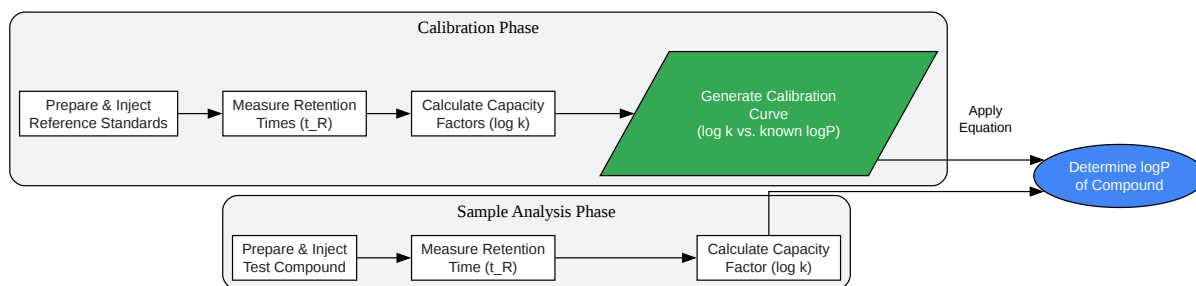 Calibration Phase
Prepare & Inject
Reference Standards
Measure Retention
Times (t_R)
Calculate Capacity
Factors (log k)
Generate Calibration
Curve
(log k vs. known logP)
Apply
Equation
Determine logP
of Compound
Sample Analysis Phase
Prepare & Inject
Test Compound
Measure Retention
Time (t_R)
Calculate Capacity
Factor (log k)